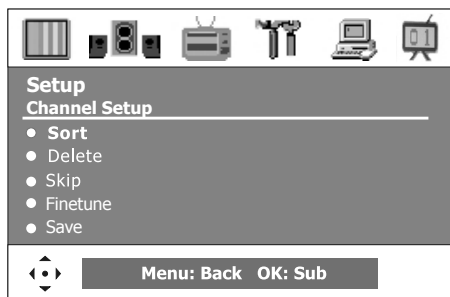 01
Setup
Channel Setup
Sort
Delete
Skip
Finetune
Save
Menu: Back OK: Sub